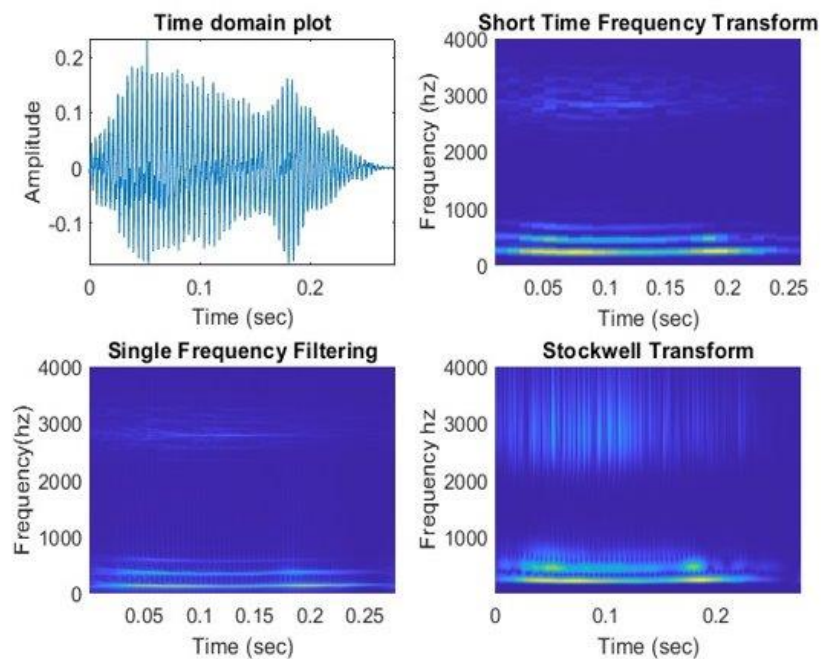 Time domain plot
Amplitude
0.2
0.1
0
-0.1
0
0.1
0.2
Time (sec)
Short Time Frequency Transform
Frequency (hz)
4000
3000
2000
1000
0
0.05
0.1
0.15
0.2
0.25
Time (sec)
Single Frequency Filtering
Frequency(hz)
4000
3000
2000
1000
0
0.05
0.1
0.15
0.2
0.25
Time (sec)
Stockwell Transform
Frequency hz
4000
3000
2000
1000
0
0.1
0.2
Time (sec)